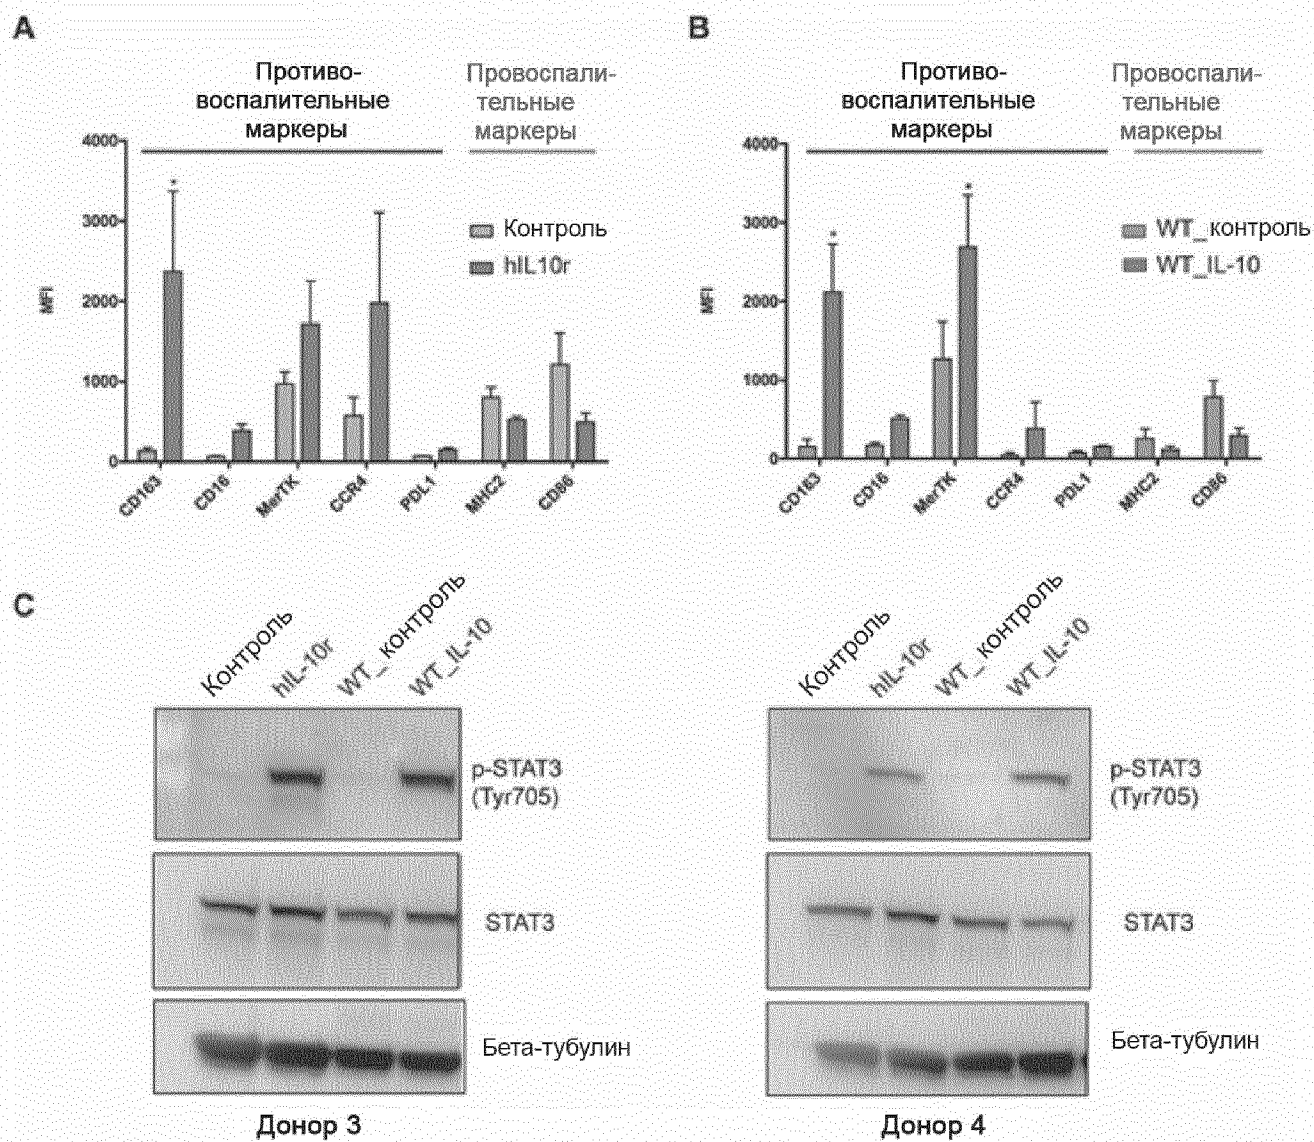 A
Противо-
воспалительные
маркеры
Провоспали-
тельные
маркеры
4000
3000
2000
1000
0
MFI
*
Контроль
hIL10r
CD163
CD16
MerTK
CCR4
PDL1
MHC2
CD86
B
Противо-
воспалительные
маркеры
Провоспали-
тельные
маркеры
4000
3000
2000
1000
0
MFI
*
*
WT_контроль
WT_IL-10
CD163
CD16
MerTK
CCR4
PDL1
MHC2
CD86
C
Контроль
hIL-10r
WT_контроль
WT_IL-10
p-STAT3
(Tyr705)
STAT3
Бета-тубулин
Донор 3
Контроль
hIL-10r
WT_контроль
WT_IL-10
p-STAT3
(Tyr705)
STAT3
Бета-тубулин
Донор 4